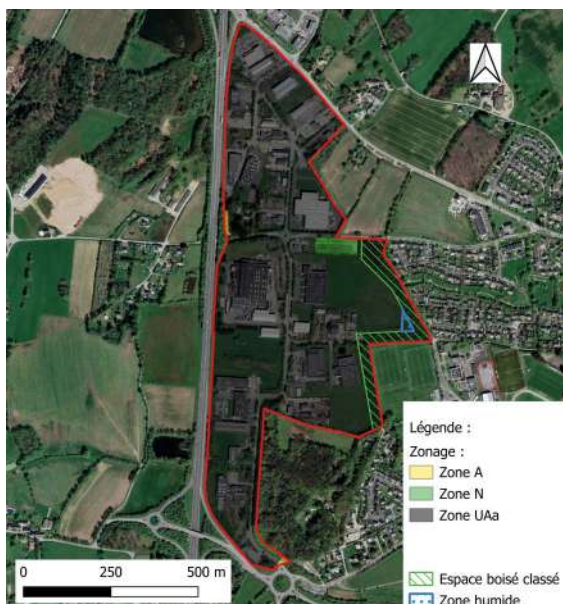 Légende :
Zonage :
Zone A
Zone N
Zone UAa
Espace boisé classé
Zone humide
0 250 500 m